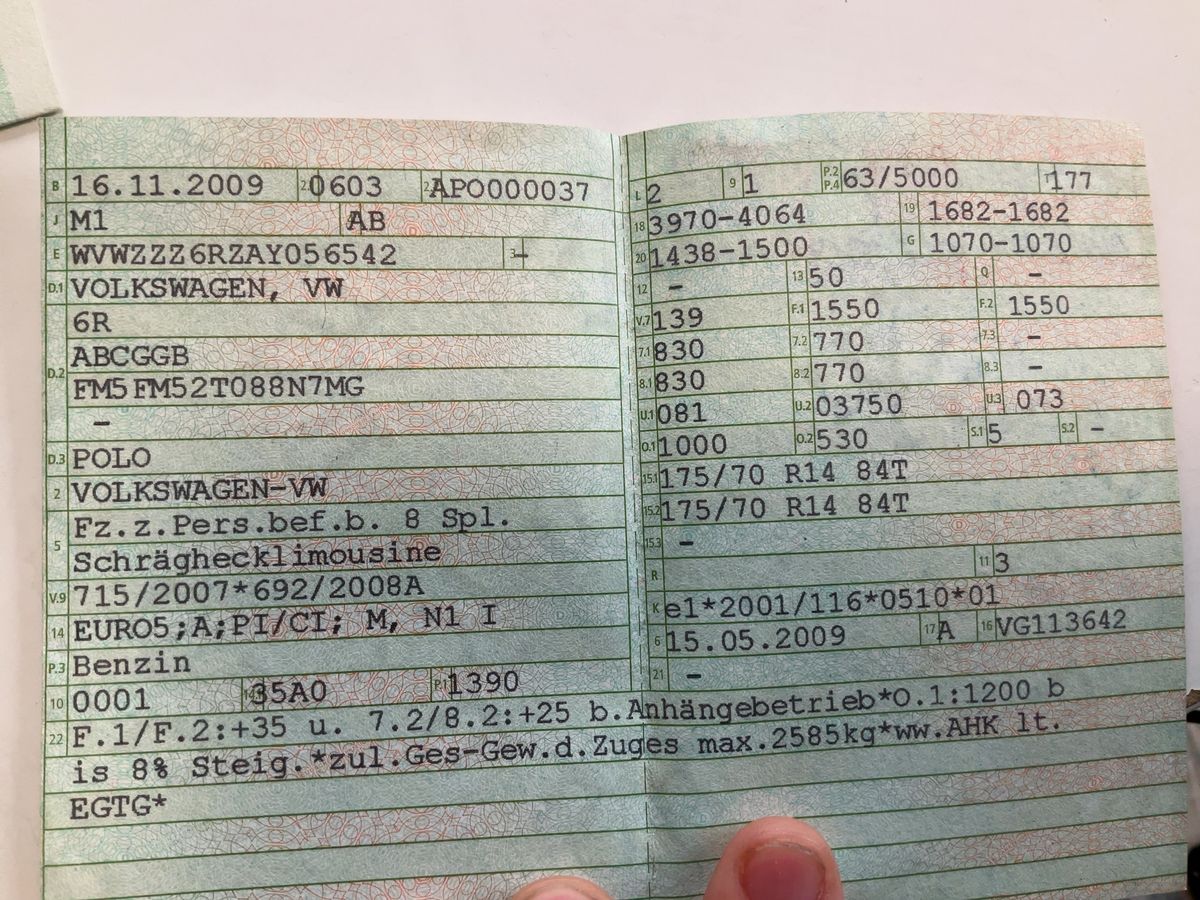 B 16.11.2009 2.1 0603 2.2 APO000037
J M1 AB
E WVWZZZ6RZAY056542 3 –
D.1 VOLKSWAGEN, VW
6R
D.2 ABCGGB
FM5FM52T088N7MG
–
D.3 POLO
2 VOLKSWAGEN-VW
5 Fz.z.Pers.bef.b. 8 Spl.
Schräghecklimousine
V.9 715/2007*692/2008A
14 EURO5;A;PI/CI; M, N1 I
P.3 Benzin
10 0001 14.1 35A0 P.1 1390
L 2 9 1 P.2 P.4 63/5000 T 177
18 3970-4064 19 1682-1682
20 1438-1500 G 1070-1070
12 – 13 50 Q –
V.7 139 F.1 1550 F.2 1550
7.1 830 7.2 770 7.3 –
8.1 830 8.2 770 8.3 –
U.1 081 U.2 03750 U.3 073
O.1 1000 O.2 530 S.1 5 S.2 –
15.1 175/70 R14 84T
15.2 175/70 R14 84T
15.3 –
R 11 3
K e1*2001/116*0510*01
6 15.05.2009 17 A 16 VG113642
21 –
22 F.1/F.2:+35 u. 7.2/8.2:+25 b.Anhängebetrieb*O.1:1200 b
is 8% Steig.*zul.Ges-Gew.d.Zuges max.2585kg*ww.AHK lt.
EGTG*